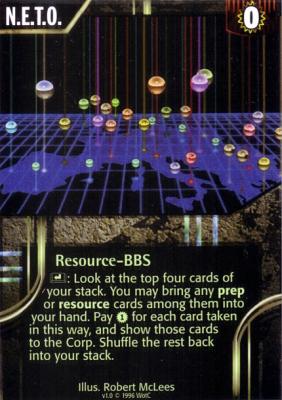 N.E.T.O.
0
Resource-BBS
: Look at the top four cards of
your stack. You may bring any prep
or resource cards among them into
your hand. Pay 1 for each card taken
in this way, and show those cards
to the Corp. Shuffle the rest back
into your stack.
Illus. Robert McLees
v1.0 © 1996 WotC